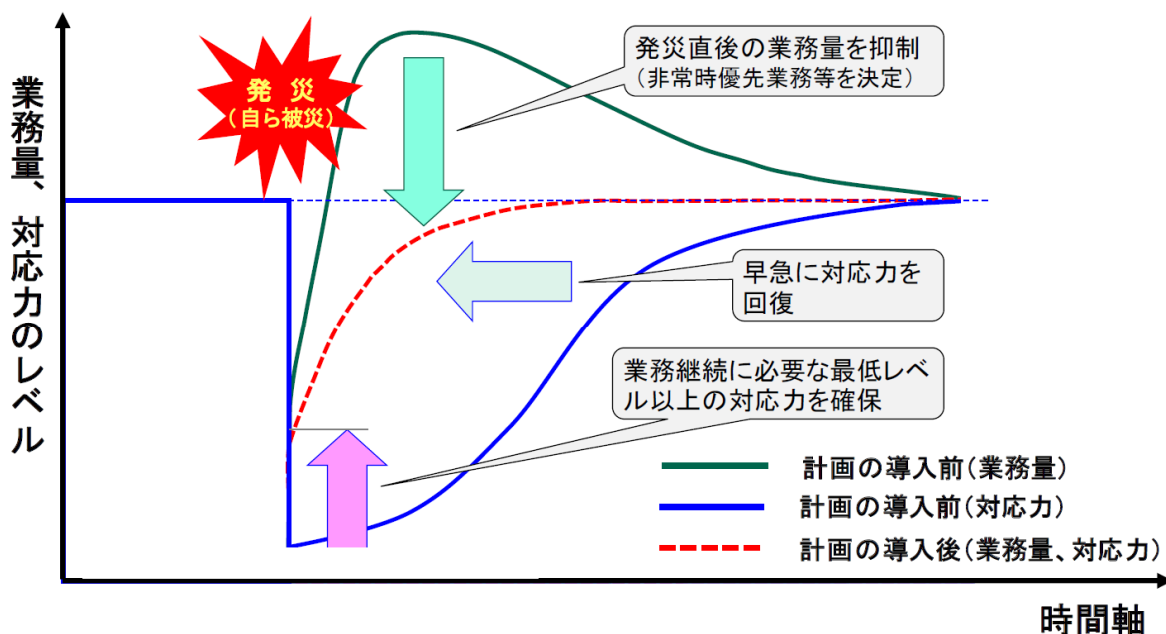 発 災
（自ら被災）
発災直後の業務量を抑制
（非常時優先業務等を決定）
業務量、対応力のレベル
早急に対応力を
回復
業務継続に必要な最低レベ
ル以上の対応力を確保
計画の導入前（業務量）
計画の導入前（対応力）
計画の導入後（業務量、対応力）
時間軸